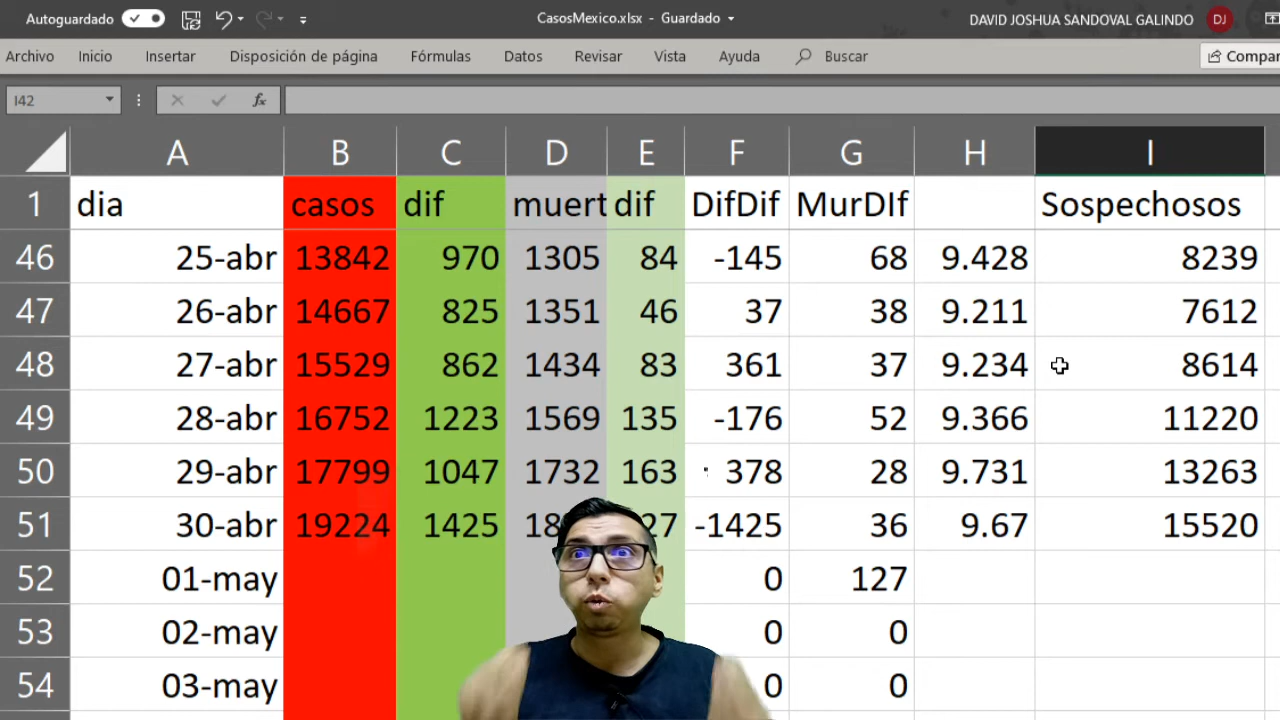 Autoguardado CasosMexico.xlsx - Guardado DAVID JOSHUA SANDOVAL GALINDO DJ
Archivo Inicio Insertar Disposición de página Fórmulas Datos Revisar Vista Ayuda Buscar
I42 fx
A B C D E F G H I
1 dia casos dif muert dif DifDif MurDIf Sospechosos
46 25-abr 13842 970 1305 84 -145 68 9.428 8239
47 26-abr 14667 825 1351 46 37 38 9.211 7612
48 27-abr 15529 862 1434 83 361 37 9.234 8614
49 28-abr 16752 1223 1569 135 -176 52 9.366 11220
50 29-abr 17799 1047 1732 163 378 28 9.731 13263
51 30-abr 19224 1425 -1425 36 9.67 15520
52 01-may 0 127
53 02-may 0 0
54 03-may 0 0